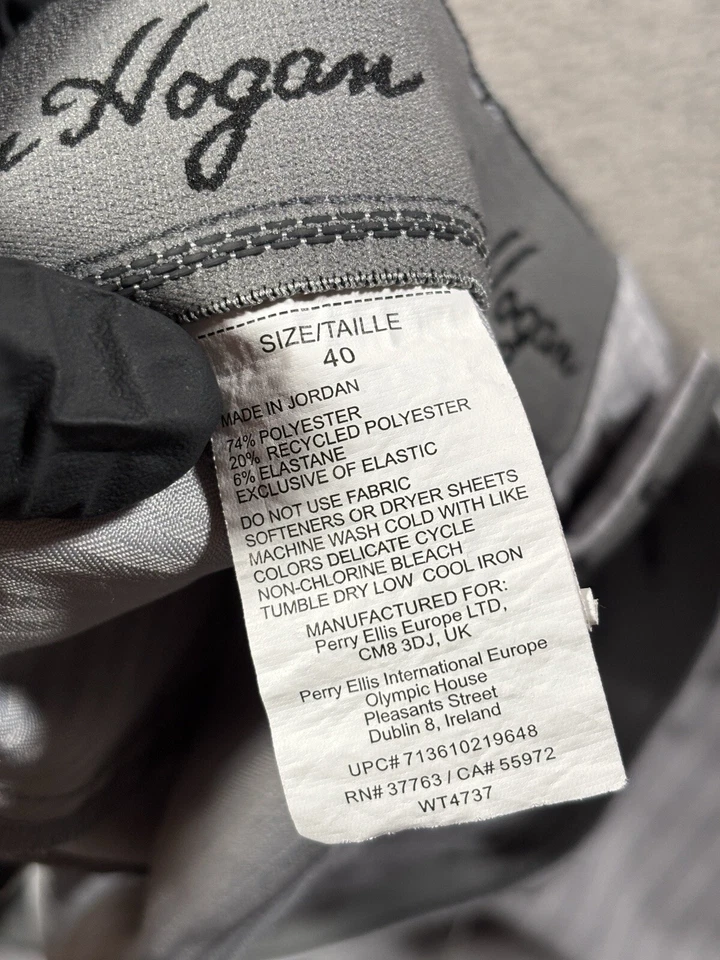 Hogan
Hogan
SIZE/TAILLE
40
MADE IN JORDAN
74% POLYESTER
20% RECYCLED POLYESTER
6% ELASTANE
EXCLUSIVE OF ELASTIC
DO NOT USE FABRIC
SOFTENERS OR DRYER SHEETS
MACHINE WASH COLD WITH LIKE
COLORS DELICATE CYCLE
NON-CHLORINE BLEACH
TUMBLE DRY LOW COOL IRON
MANUFACTURED FOR:
Perry Ellis Europe LTD,
CM8 3DJ, UK
Perry Ellis International Europe
Olympic House
Pleasants Street
Dublin 8, Ireland
UPC# 713610219648
RN# 37763 / CA# 55972
WT4737